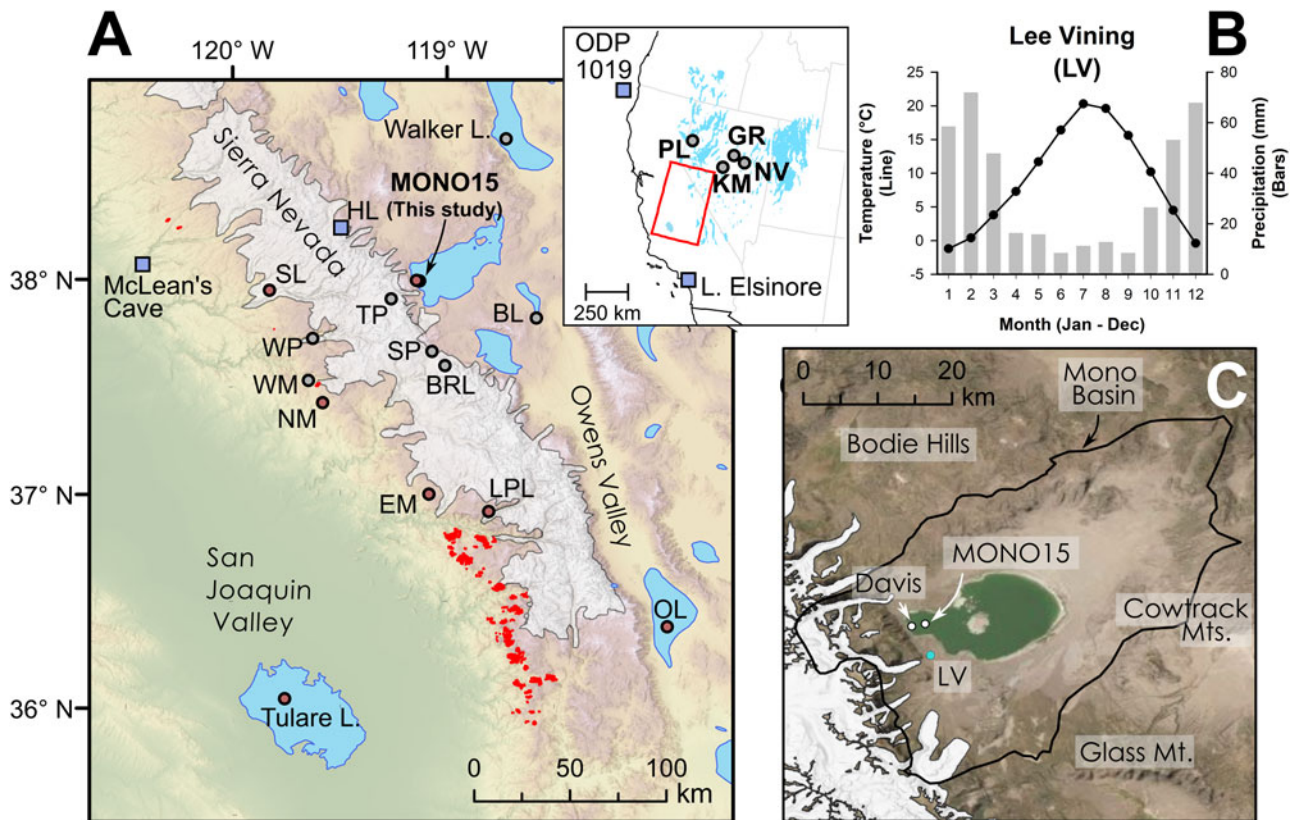 A
120° W
119° W
38° N
37° N
36° N
Sierra Nevada
Walker L.
MONO15
(This study)
HL
McLean's
Cave
SL
TP
BL
WP
SP
WM
BRL
NM
Owens Valley
EM
LPL
San
Joaquin
Valley
OL
Tulare L.
0 50 100
km
ODP
1019
PL
GR
KM
NV
L. Elsinore
250 km
B
Lee Vining
(LV)
Temperature (°C)
(Line)
25
20
15
10
5
0
-5
Precipitation (mm)
(Bars)
80
60
40
20
0
1 2 3 4 5 6 7 8 9 10 11 12
Month (Jan - Dec)
C
0 10 20
km
Mono
Basin
Bodie Hills
MONO15
Davis
Cowtrack
Mts.
LV
Glass Mt.